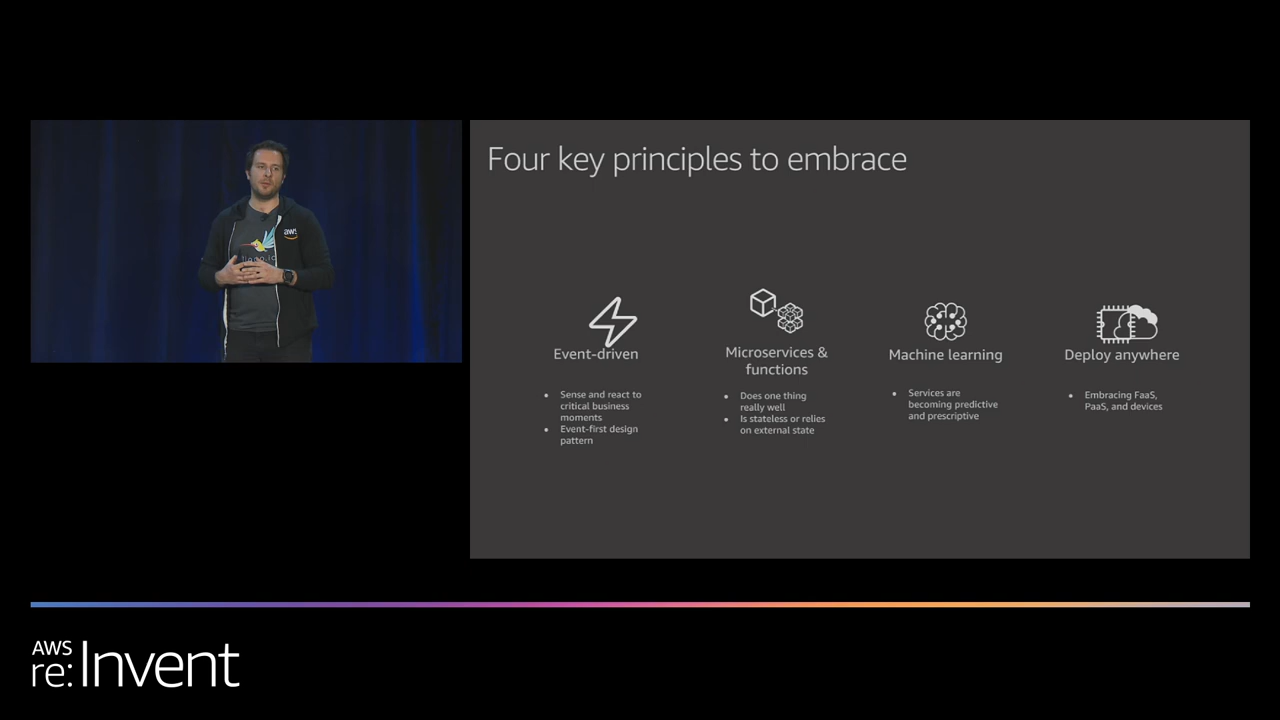 Four key principles to embrace
aws
Event-driven
Microservices &
functions
Machine learning
Deploy anywhere
• Sense and react to
critical business
moments
• Event-first design
pattern
• Does one thing
really well
• Is stateless or relies
on external state
• Services are
becoming predictive
and prescriptive
• Embracing FaaS,
PaaS, and devices
AWS
re:Invent